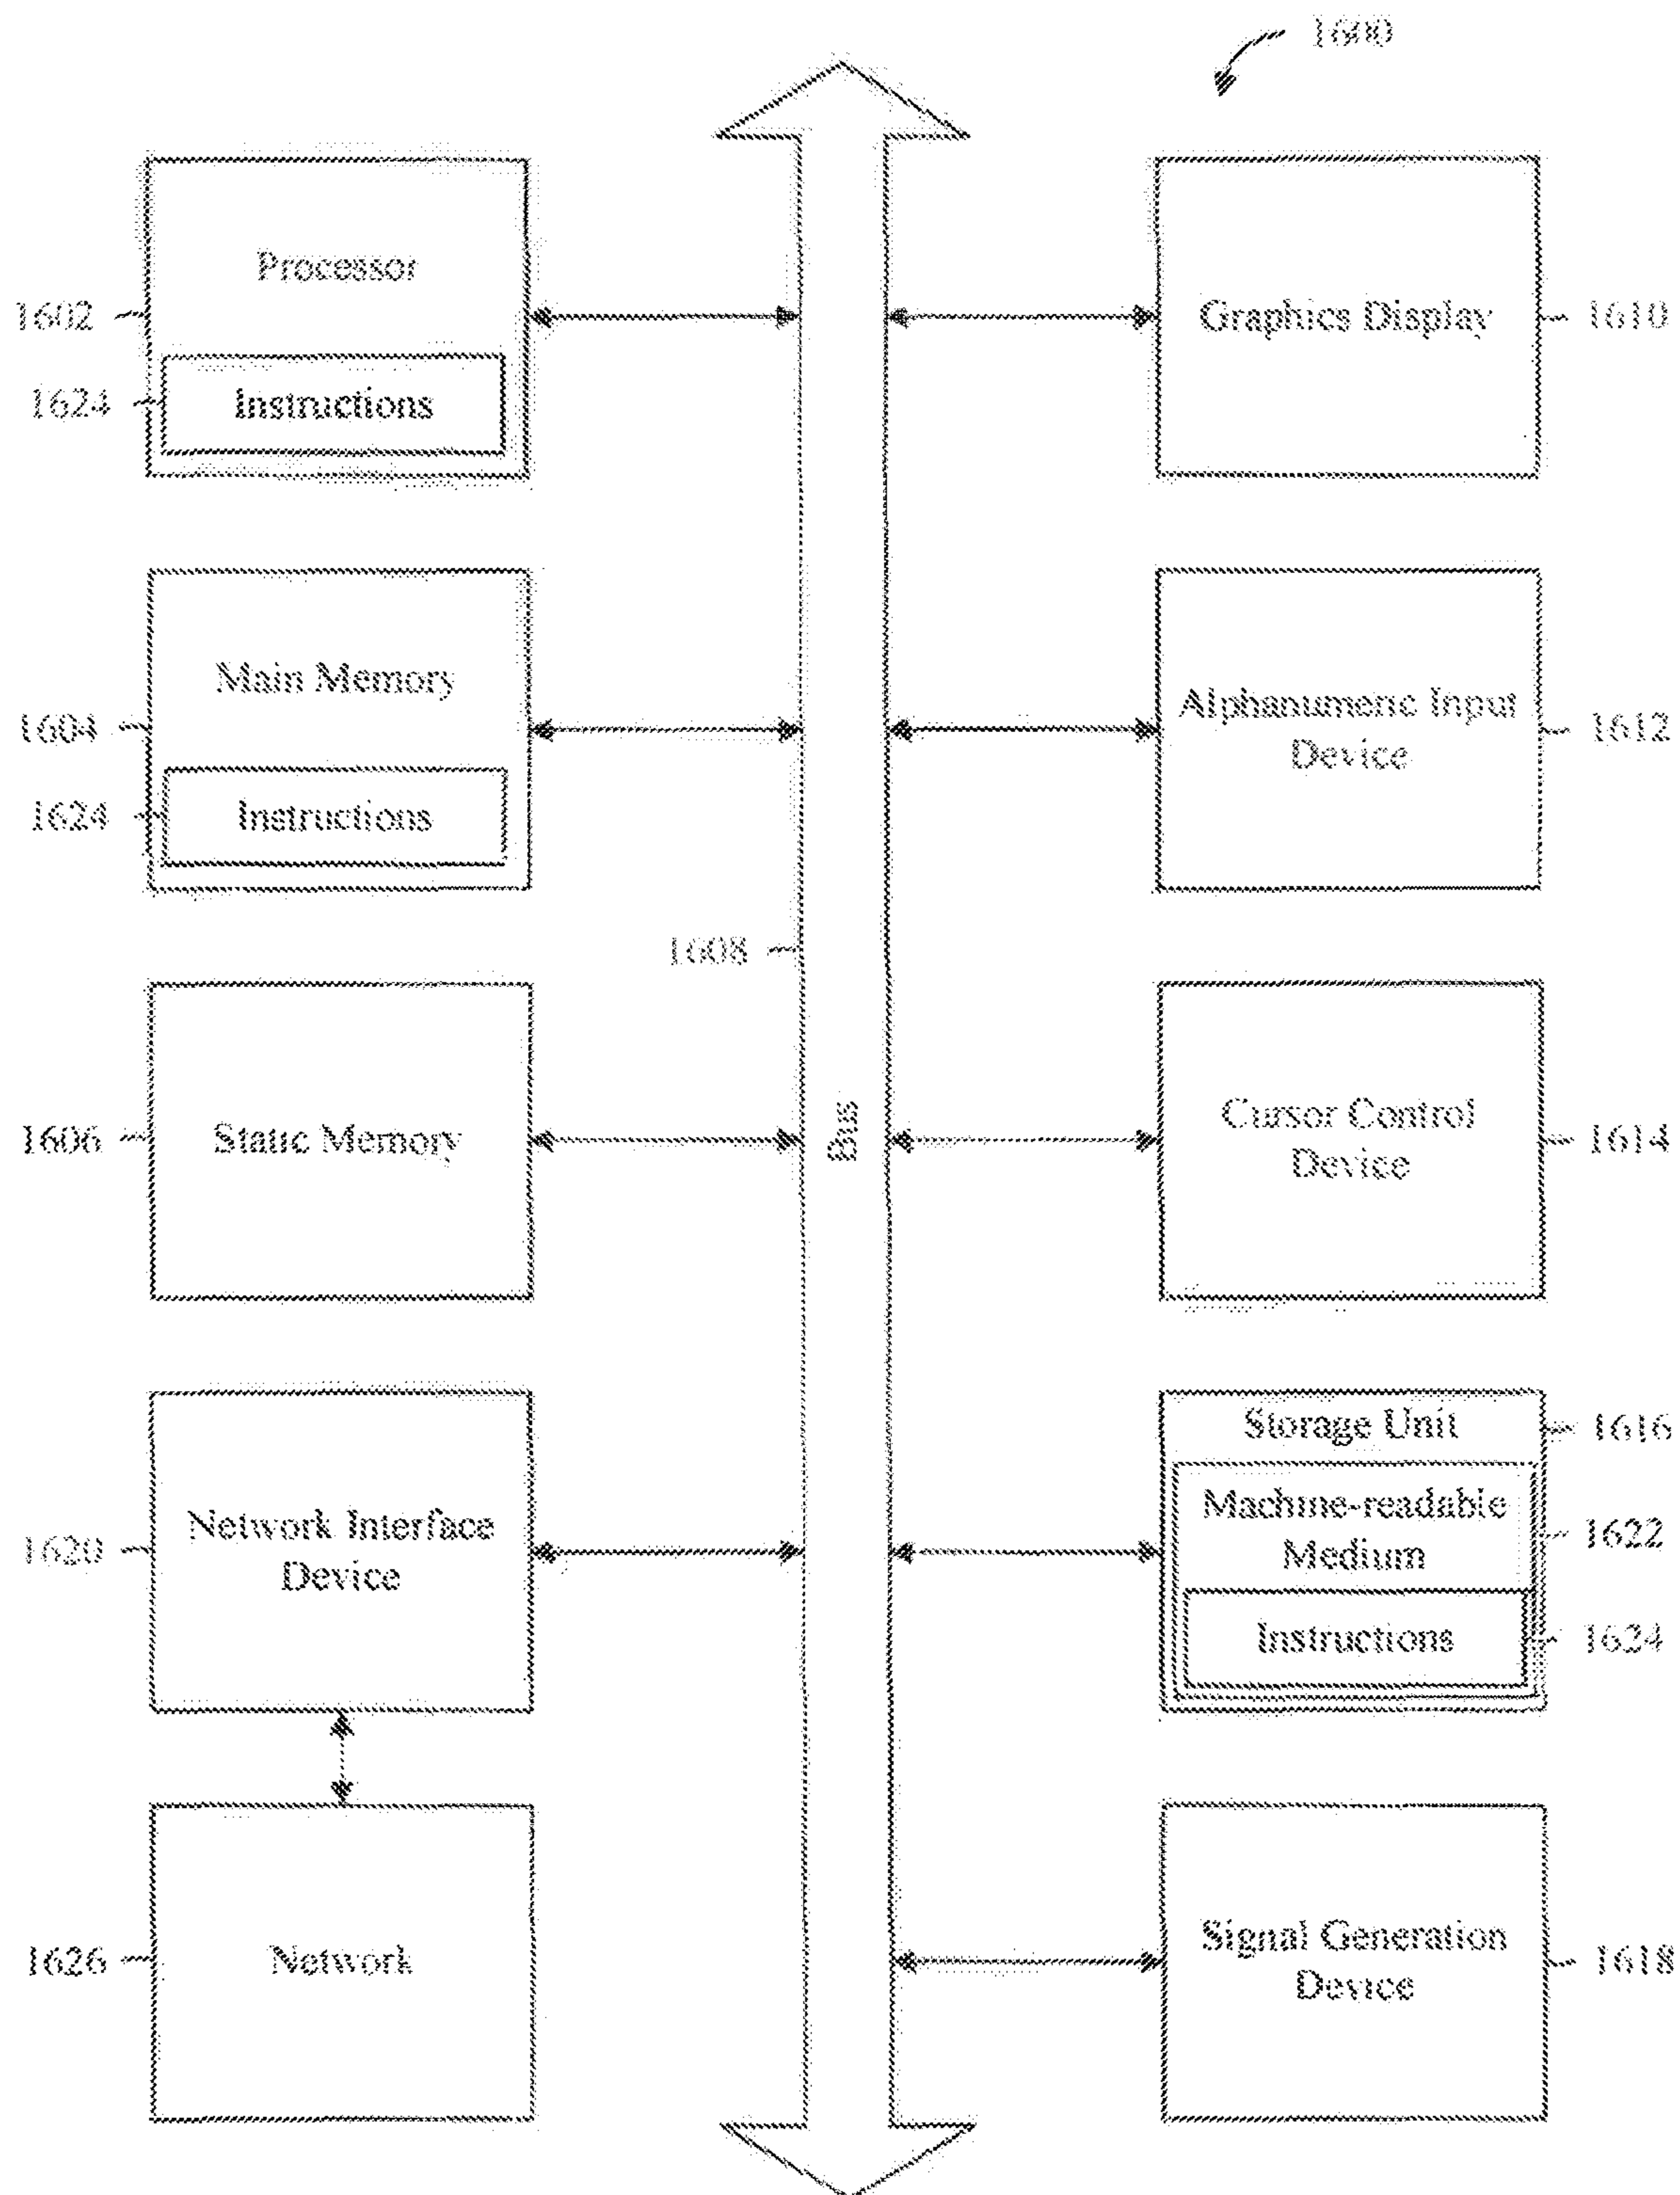 1600
Processor
1602
1624
Instructions
Graphics Display
1610
Main Memory
1604
1624
Instructions
Alphanumeric Input
Device
1612
1608
Bus
Static Memory
1606
Cursor Control
Device
1614
Network Interface
Device
1620
Storage Unit
1616
Machine-readable
Medium
1622
Instructions
1624
Network
1626
Signal Generation
Device
1618